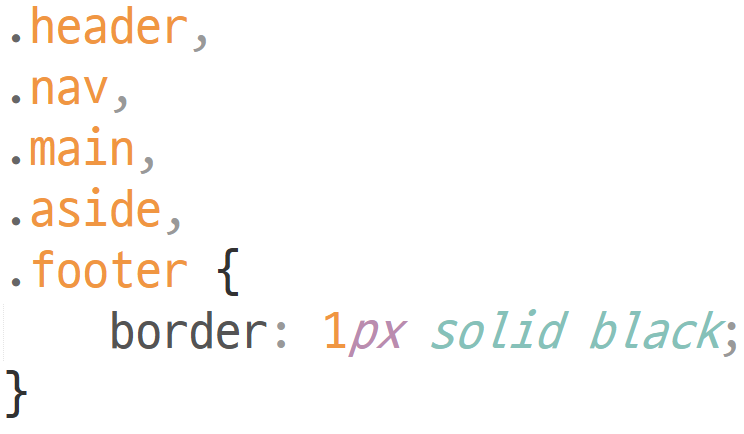 .header,
.nav,
.main,
.aside,
.footer {
    border: 1px solid black;
}